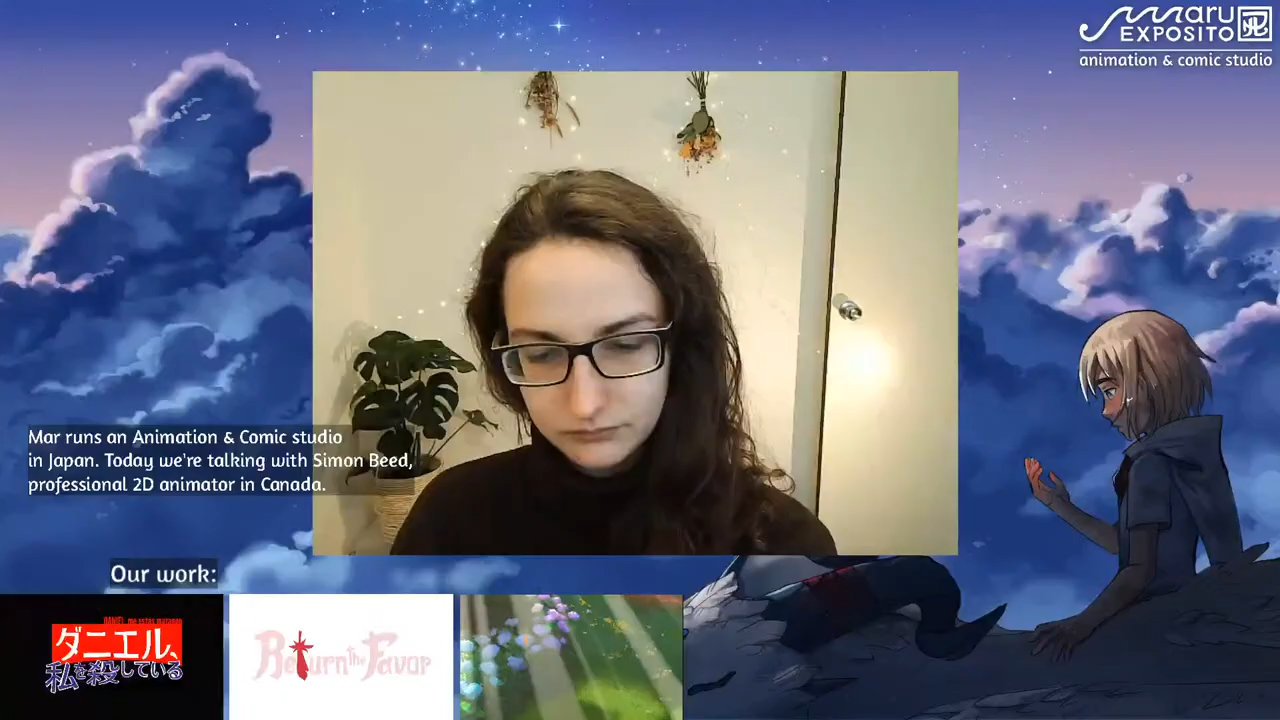 maru
EXPOSITO
animation & comic studio
Mar runs an Animation & Comic studio
in Japan. Today we're talking with Simon Beed,
professional 2D animator in Canada.
Our work:
ダニエル、
私を殺している
Return the Favor